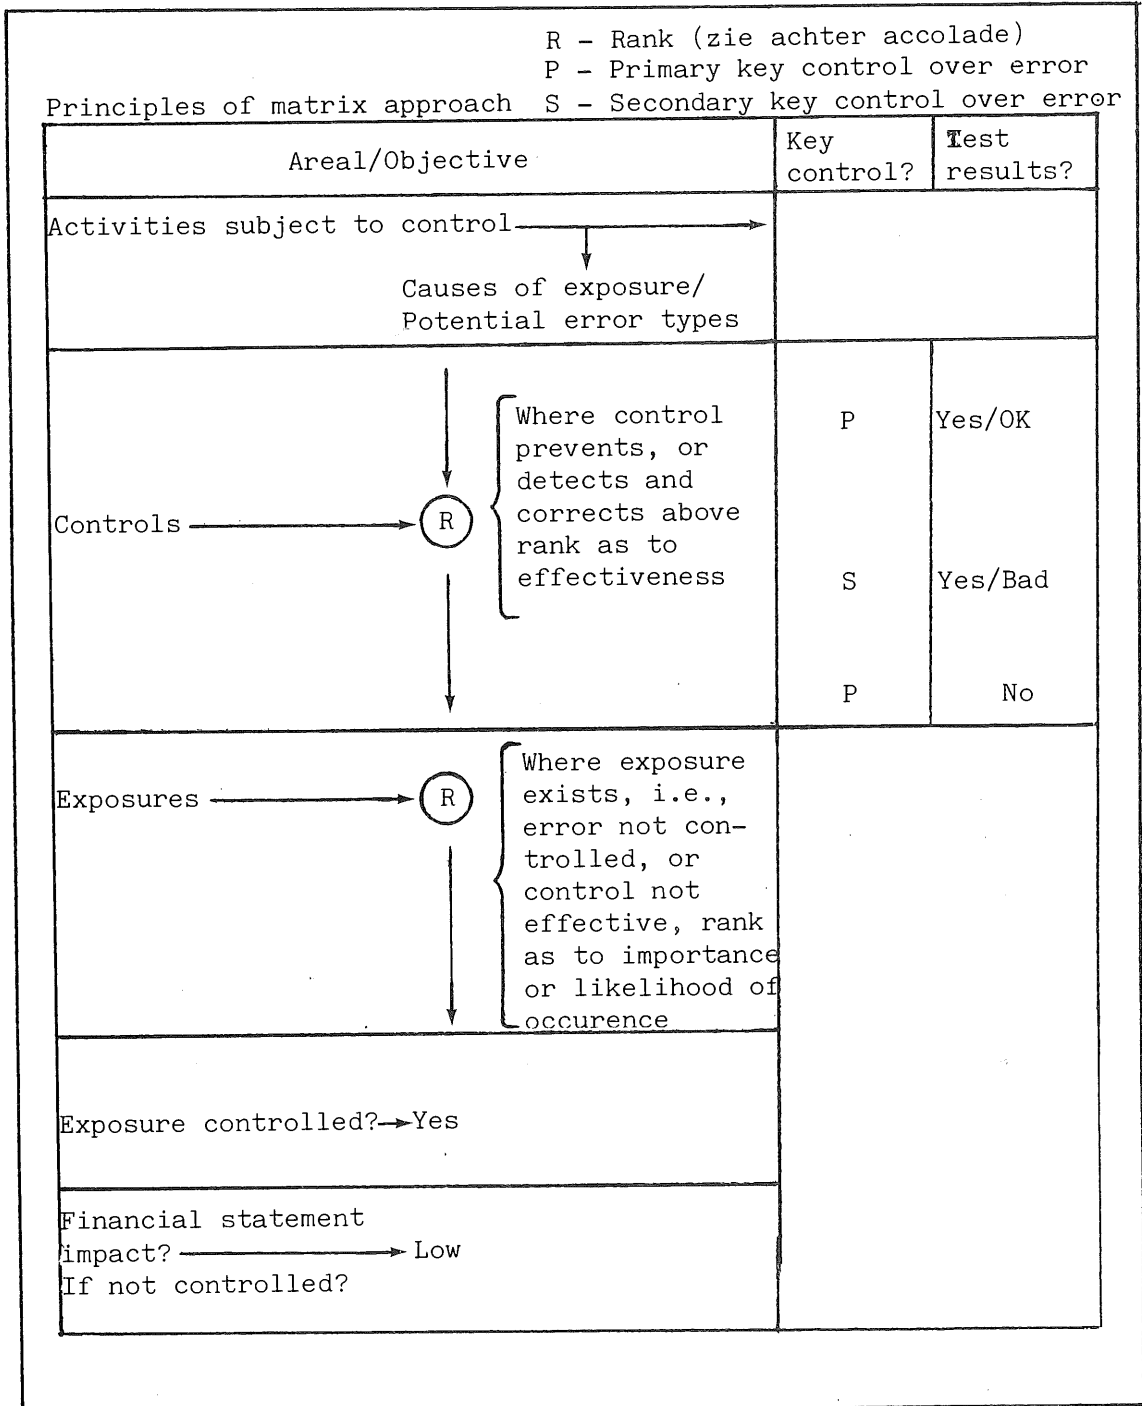 R – Rank (zie achter accolade)
P – Primary key control over error
Principles of matrix approach S – Secondary key control over error
Areal/Objective
Key
control?
Test
results?
Activities subject to control
Causes of exposure/
Potential error types
Where control
prevents, or
detects and
corrects above
rank as to
effectiveness
Controls
R
P
Yes/OK
S
Yes/Bad
P
No
Exposures
R
Where exposure
exists, i.e.,
error not con-
trolled, or
control not
effective, rank
as to importance
or likelihood of
occurence
Exposure controlled? Yes
Financial statement
impact? Low
If not controlled?